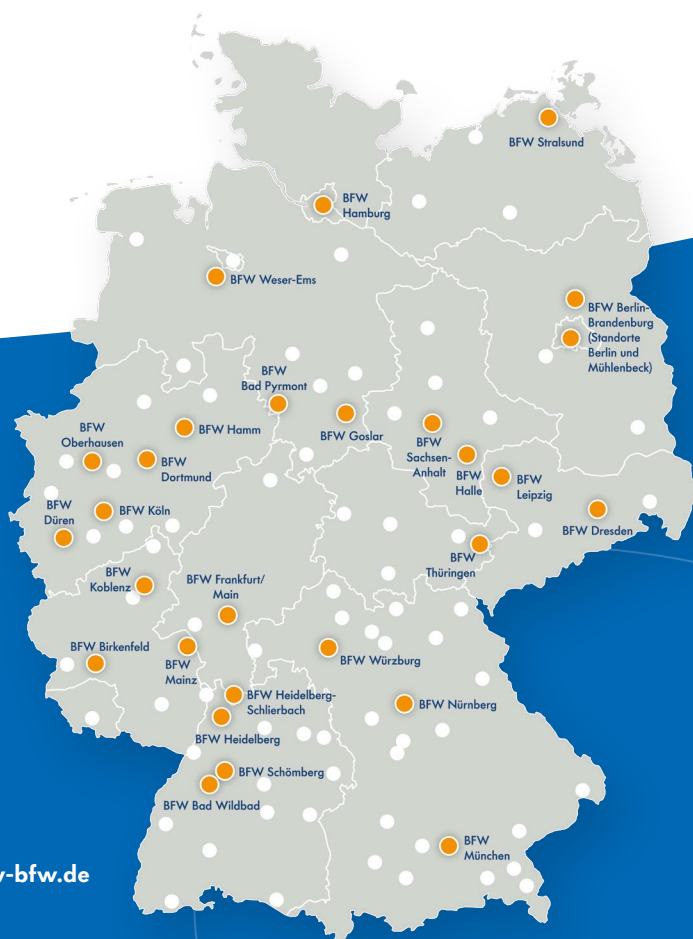 BFW Stralsund
BFW
Hamburg
BFW Weser-Ems
BFW Berlin-
Brandenburg
(Standorte
Berlin und
Mühlenbeck)
BFW
Bad Pyrmont
BFW Goslar
BFW Hamm
BFW
Oberhausen
BFW
Dortmund
BFW
Sachsen-
Anhalt
BFW
Halle
BFW
Leipzig
BFW Köln
BFW
Düren
BFW Dresden
BFW
Thüringen
BFW
Koblenz
BFW Frankfurt/
Main
BFW Birkenfeld
BFW
Mainz
BFW Würzburg
BFW Heidelberg-
Schlierbach
BFW Nürnberg
BFW Heidelberg
BFW Schömberg
BFW Bad Wildbad
BFW
München
v-bfw.de